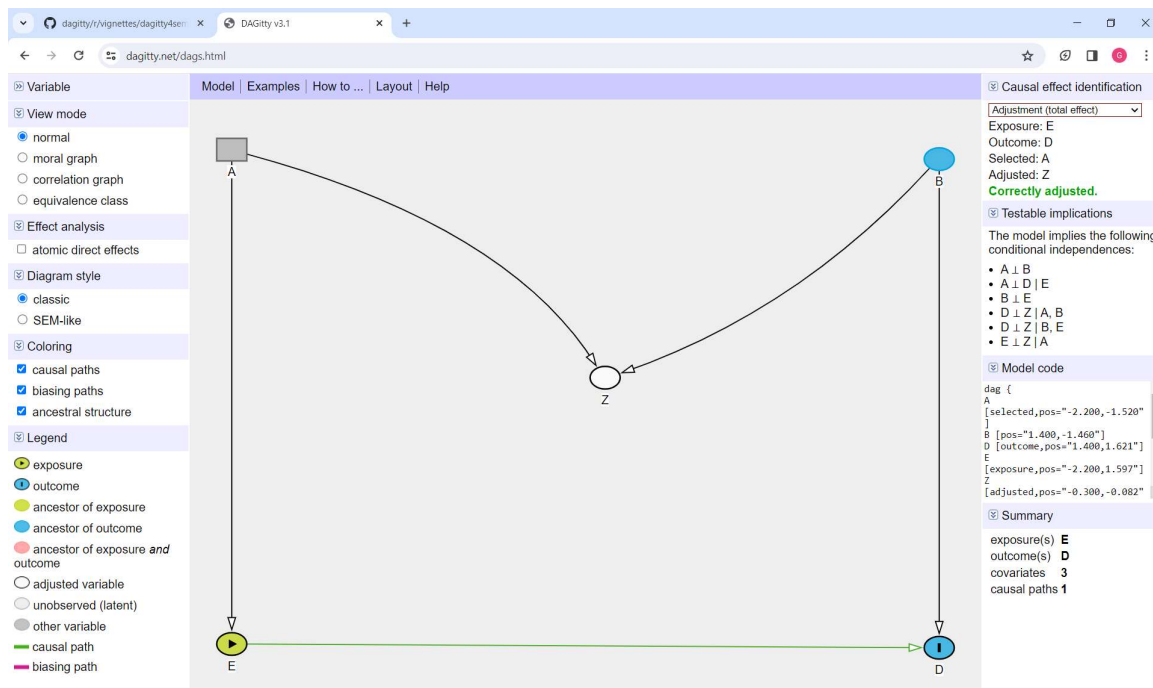 dagitty/r/vignettes/dagitty4sem
DAGitty v3.1
dagitty.net/dags.html
G
Variable
View mode
normal
moral graph
correlation graph
equivalence class
Effect analysis
atomic direct effects
Diagram style
classic
SEM-like
Coloring
causal paths
biasing paths
ancestral structure
Legend
exposure
outcome
ancestor of exposure
ancestor of outcome
ancestor of exposure and
outcome
adjusted variable
unobserved (latent)
other variable
causal path
biasing path
Model | Examples | How to ... | Layout | Help
A
B
Z
E
D
Causal effect identification
Adjustment (total effect)
Exposure: E
Outcome: D
Selected: A
Adjusted: Z
Correctly adjusted.
Testable implications
The model implies the following
conditional independences:
• A ⊥ B
• A ⊥ D | E
• B ⊥ E
• D ⊥ Z | A, B
• D ⊥ Z | B, E
• E ⊥ Z | A
Model code
dag {
A
[selected,pos="-2.200,-1.520"
]
B [pos="1.400,-1.460"]
D [outcome,pos="1.400,1.621"]
E
[exposure,pos="-2.200,1.597"]
Z
[adjusted,pos="-0.300,-0.082"
Summary
exposure(s) E
outcome(s) D
covariates 3
causal paths 1